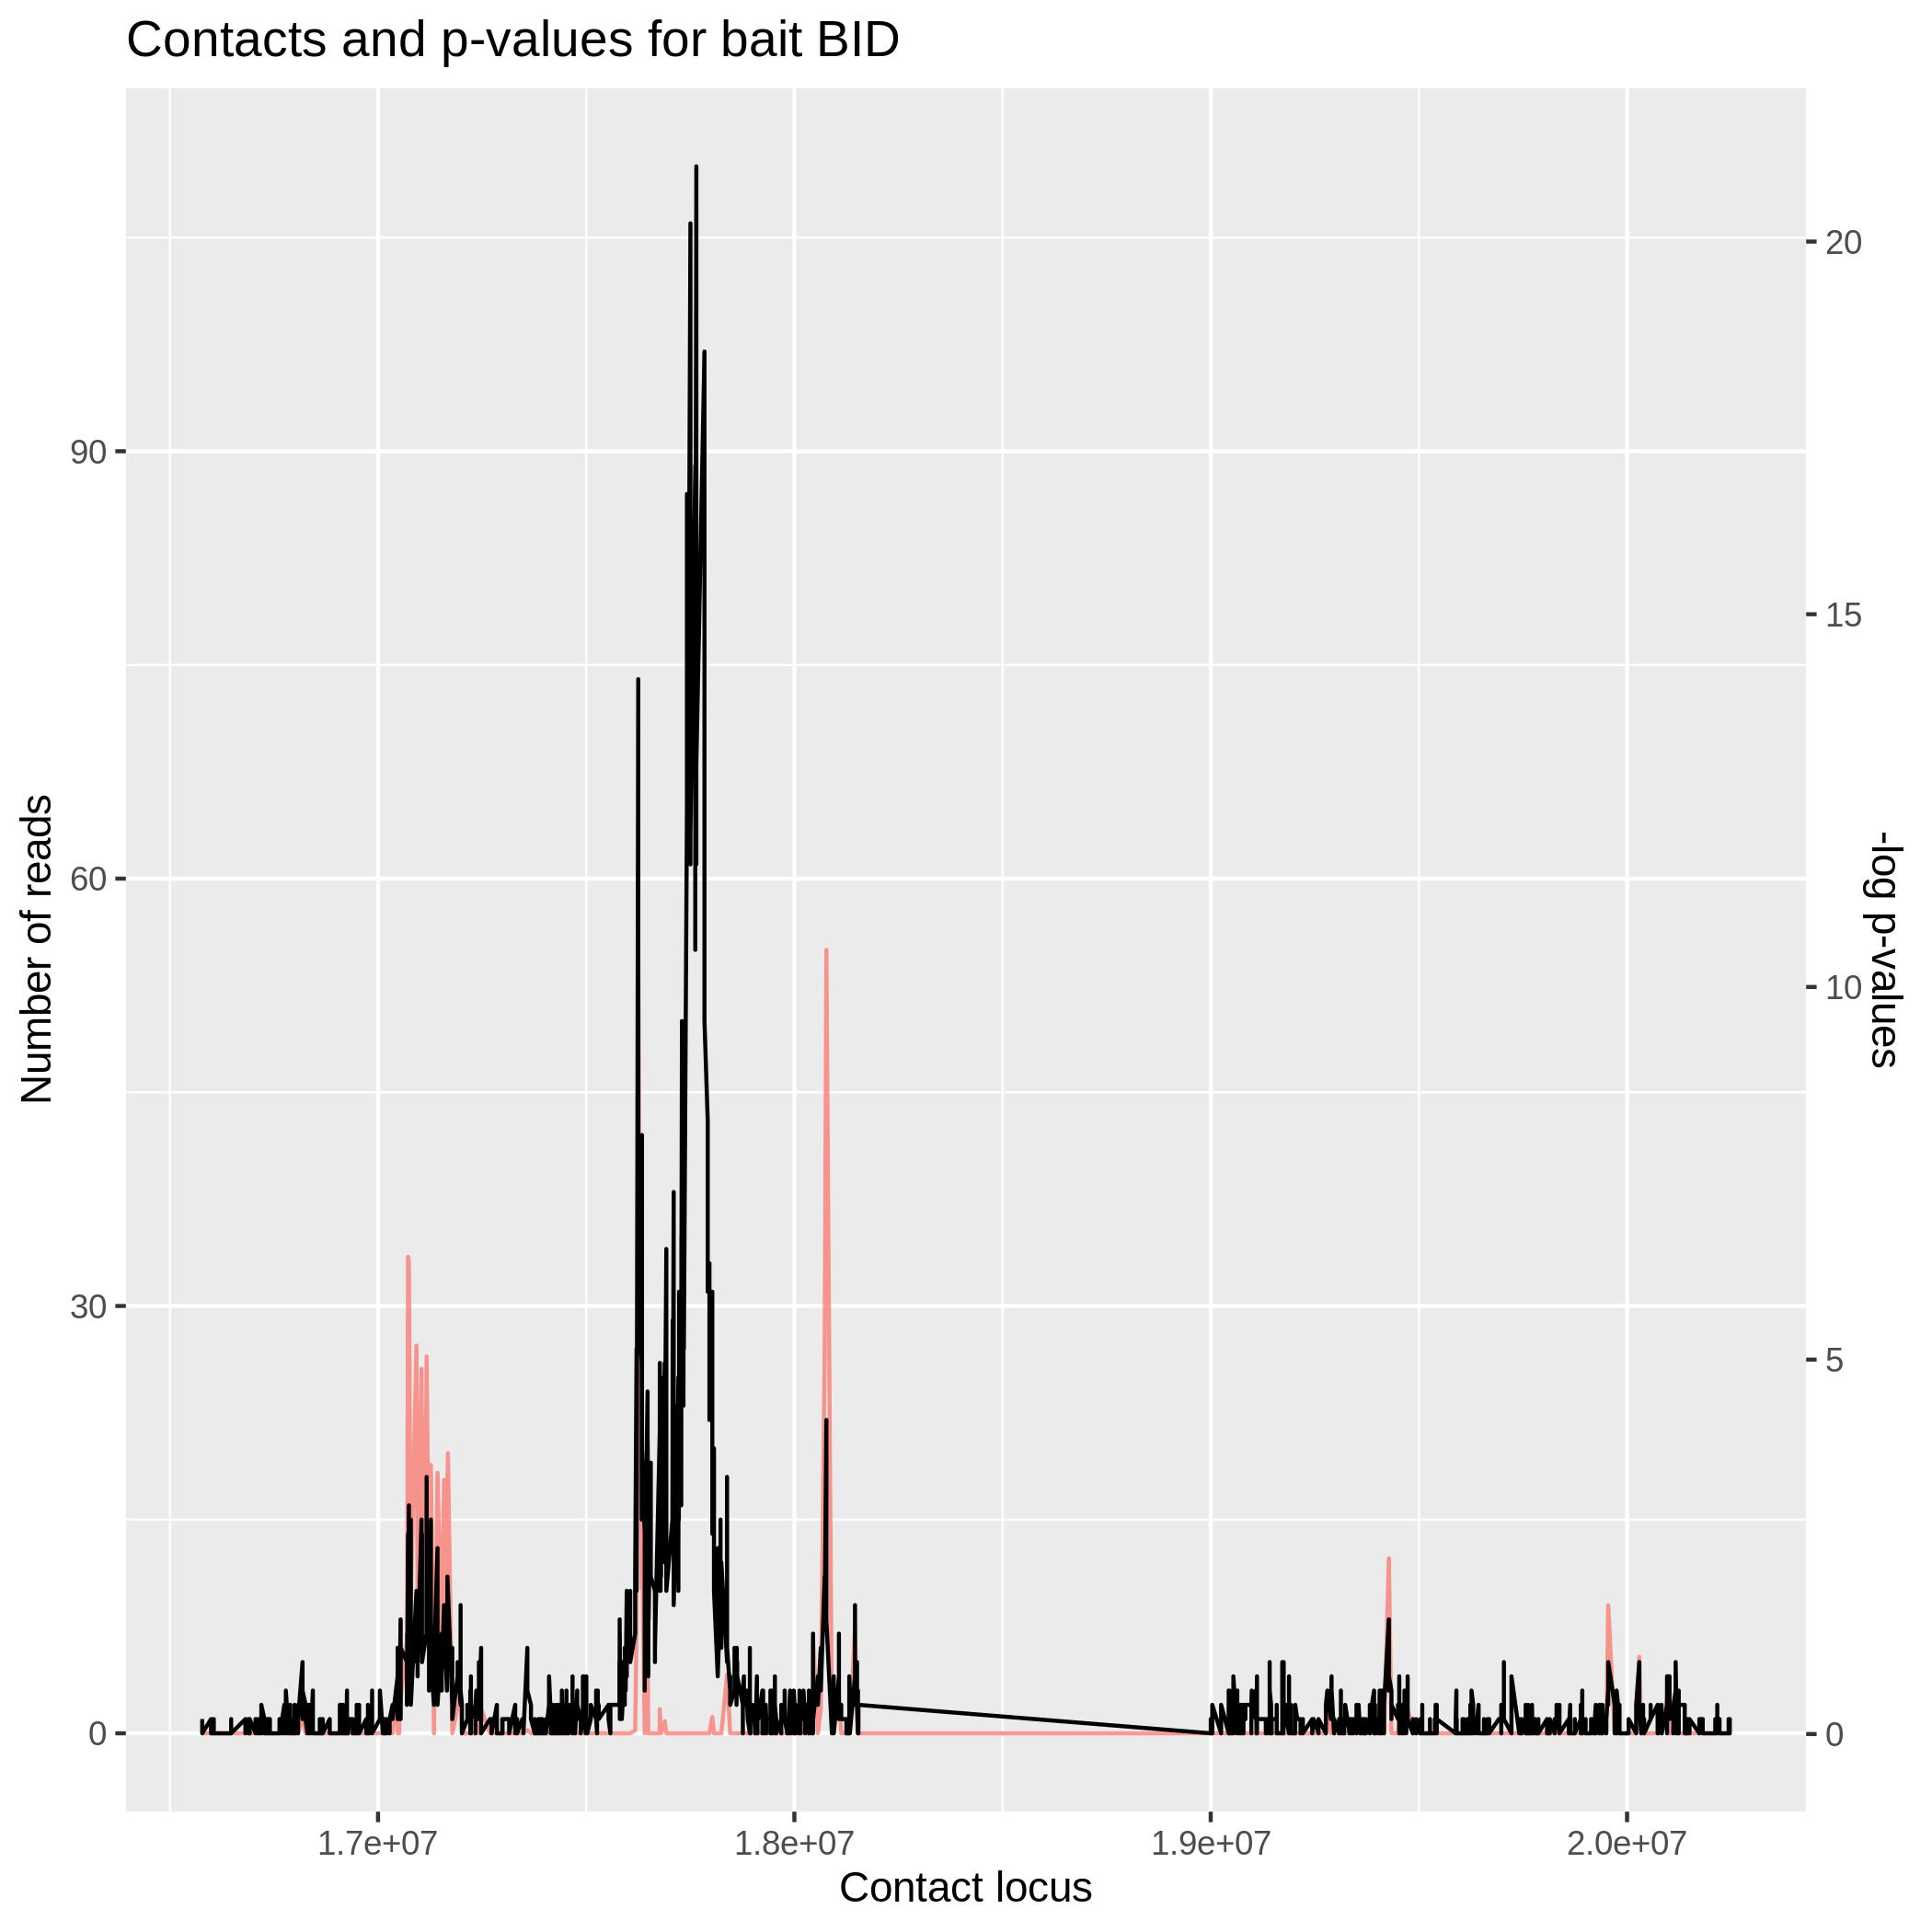 Contacts and p-values for bait BID
Number of reads
90
60
30
0
20
15
10
5
0
-log p-values
1.7e+07
1.8e+07
1.9e+07
2.0e+07
Contact locus